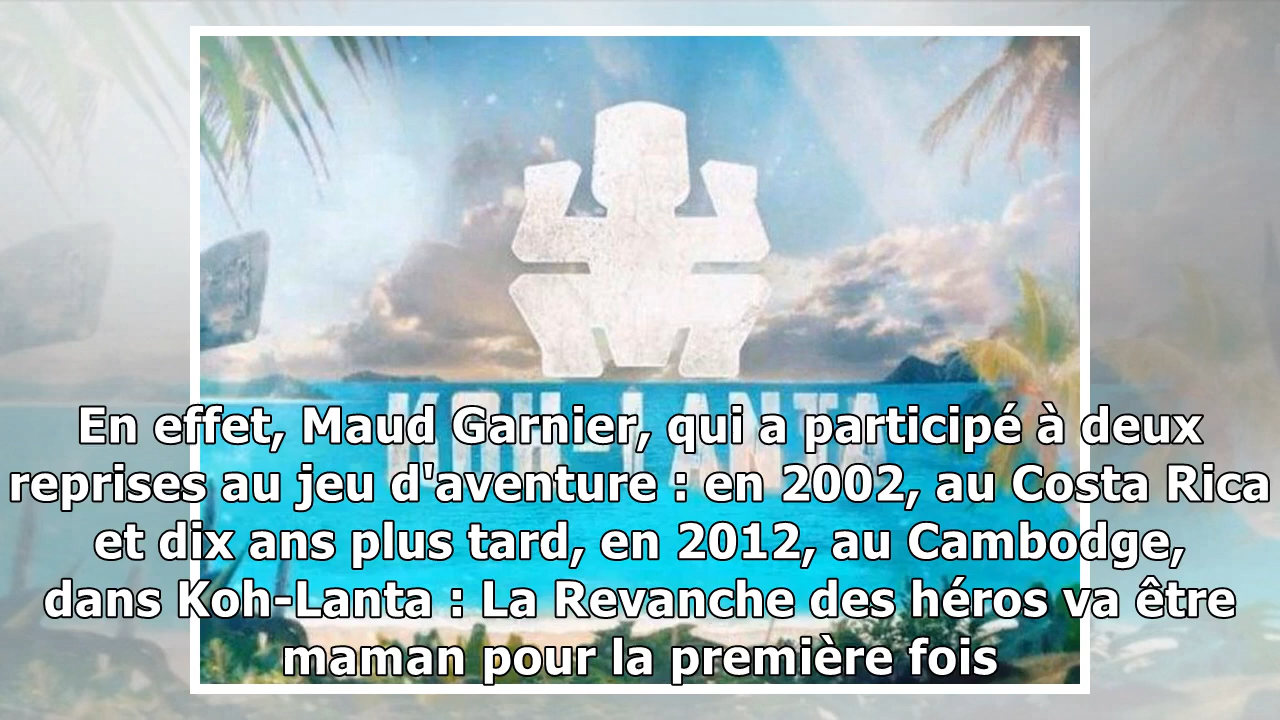 KOH-LANTA
En effet, Maud Garnier, qui a participé à deux
reprises au jeu d'aventure : en 2002, au Costa Rica
et dix ans plus tard, en 2012, au Cambodge,
dans Koh-Lanta : La Revanche des héros va être
maman pour la première fois